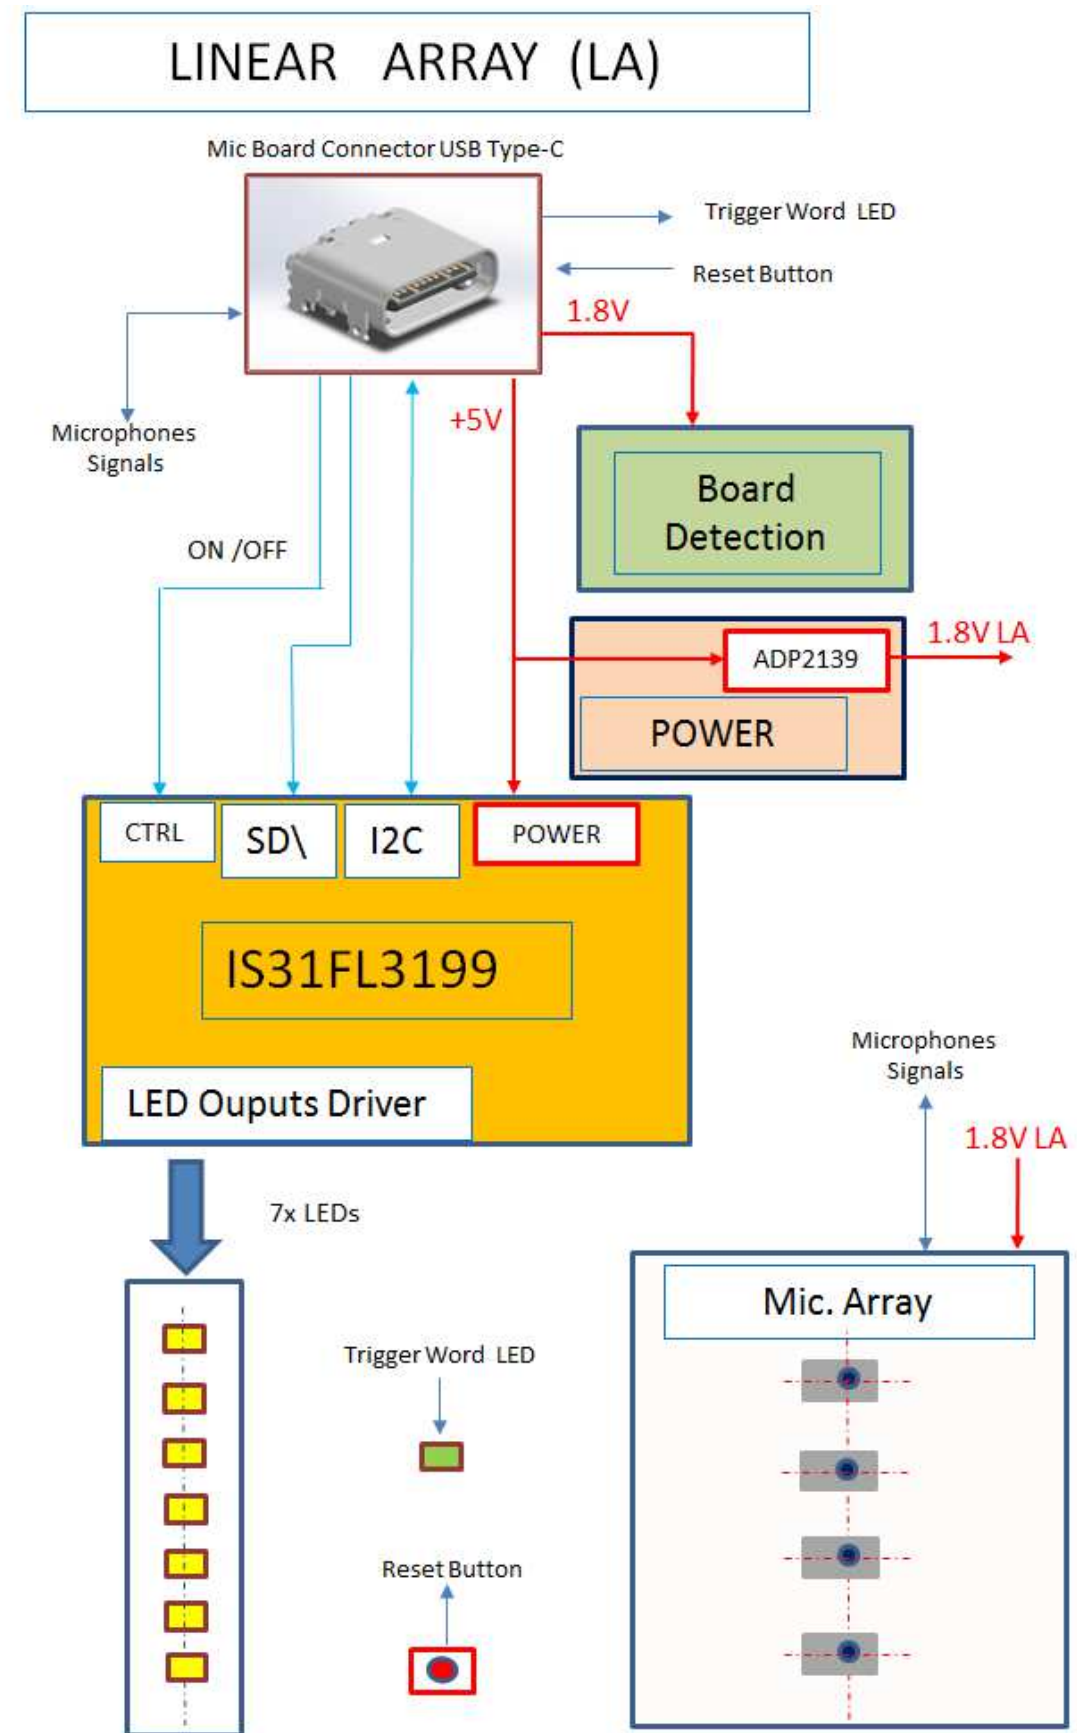 LINEAR ARRAY (LA)
Mic Board Connector USB Type-C
Trigger Word LED
Reset Button
1.8V
+5V
Microphones
Signals
Board
Detection
ON /OFF
1.8V LA
ADP2139
POWER
CTRL
SD\
I2C
POWER
IS31FL3199
LED Ouputs Driver
Microphones
Signals
1.8V LA
7x LEDs
Mic. Array
Trigger Word LED
Reset Button